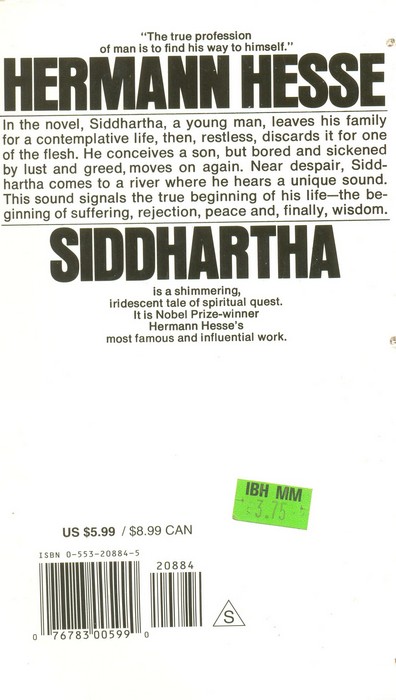 "The true profession
of man is to find his way to himself."
HERMANN HESSE
In the novel, Siddhartha, a young man, leaves his family
for a contemplative life, then, restless, discards it for one
of the flesh. He conceives a son, but bored and sickened
by lust and greed, moves on again. Near despair, Sidd-
hartha comes to a river where he hears a unique sound.
This sound signals the true beginning of his life—the be-
ginning of suffering, rejection, peace and, finally, wisdom.
SIDDHARTHA
is a shimmering,
iridescent tale of spiritual quest.
It is Nobel Prize-winner
Hermann Hesse's
most famous and influential work.
IBH MM
3.75
US $5.99 / $8.99 CAN
ISBN 0-553-20884-5
20884
0 76783 00599 0
S